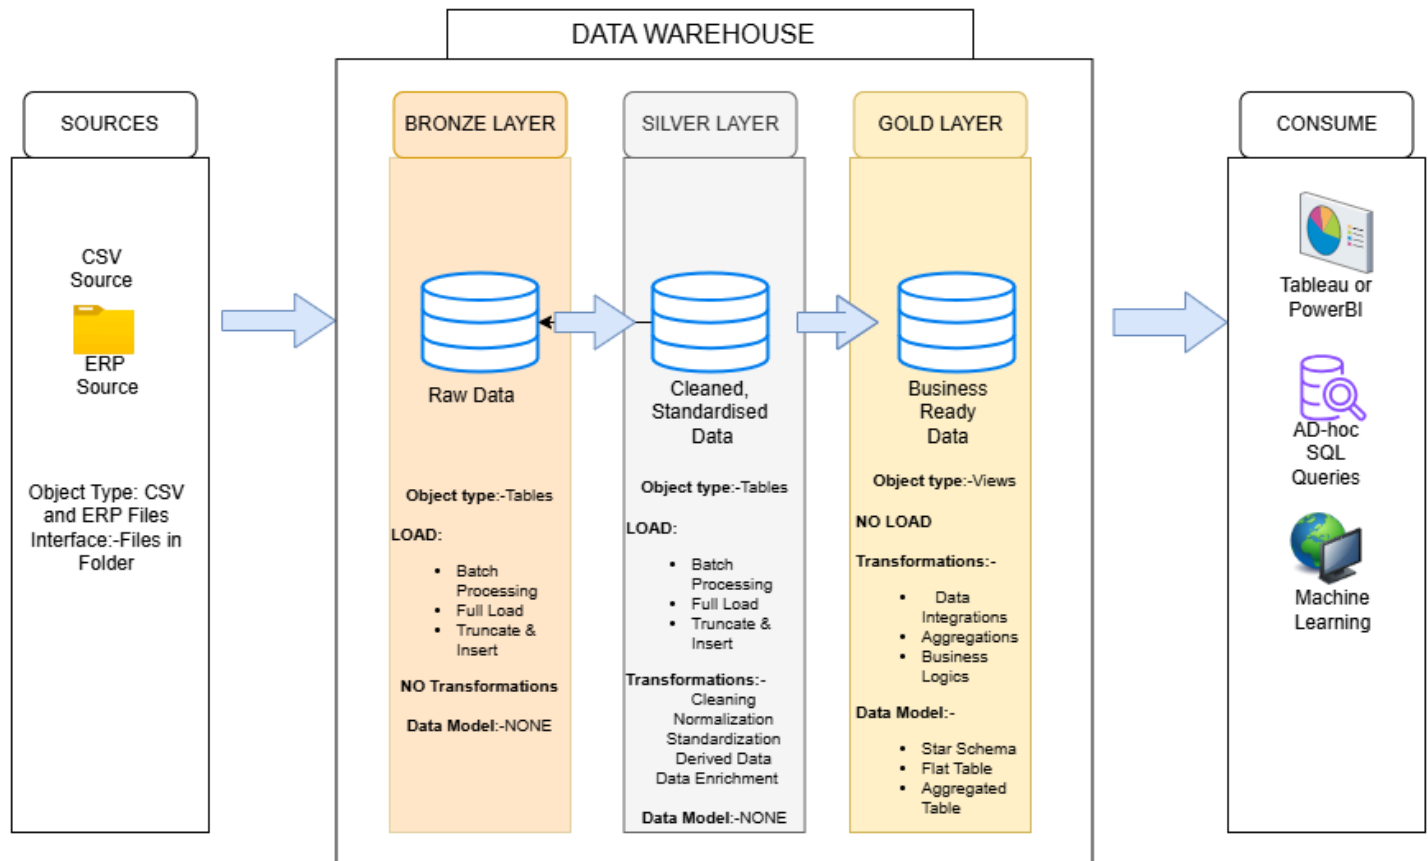 DATA WAREHOUSE
SOURCES
CSV
Source
ERP
Source
Object Type: CSV
and ERP Files
Interface:-Files in
Folder
BRONZE LAYER
Raw Data
Object type:-Tables
LOAD:
• Batch
Processing
• Full Load
• Truncate &
Insert
NO Transformations
Data Model:-NONE
SILVER LAYER
Cleaned,
Standardised
Data
Object type:-Tables
LOAD:
• Batch
Processing
• Full Load
• Truncate &
Insert
Transformations:-
Cleaning
Normalization
Standardization
Derived Data
Data Enrichment
Data Model:-NONE
GOLD LAYER
Business
Ready
Data
Object type:-Views
NO LOAD
Transformations:-
• Data
Integrations
• Aggregations
• Business
Logics
Data Model:-
• Star Schema
• Flat Table
• Aggregated
Table
CONSUME
Tableau or
PowerBI
AD-hoc
SQL
Queries
Machine
Learning